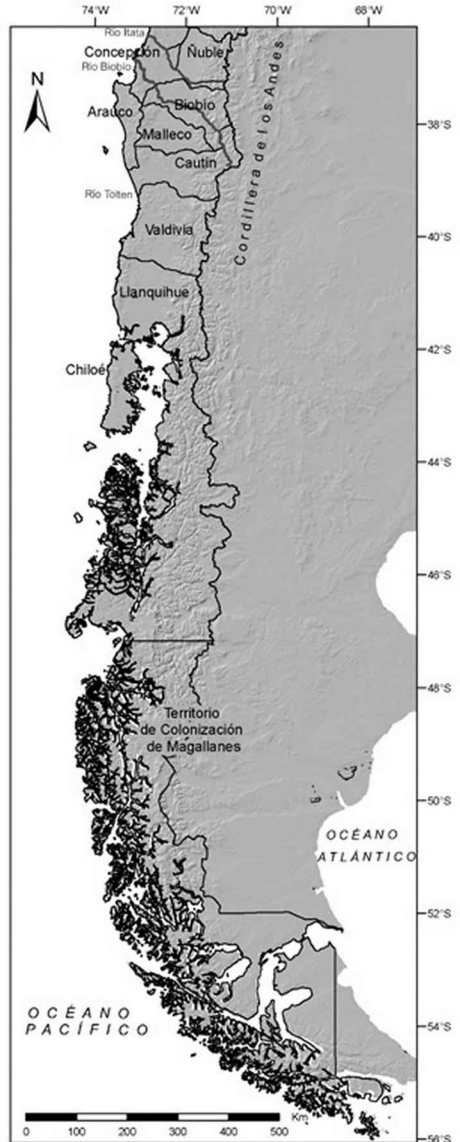 74°W 72°W 70°W 68°W
Río Itata
Concepción
Ñuble
Río Biobío
N
Cordillera de los Andes
Arauco
Biobio
38°S
Malleco
Cautín
Río Tolten
Valdivia
40°S
Llanquihue
42°S
Chiloé
44°S
46°S
48°S
Territorio
de Colonización
de Magallanes
50°S
OCÉANO
ATLÁNTICO
52°S
OCÉANO
PACÍFICO
54°S
Km
0 100 200 300 400 500
56°S